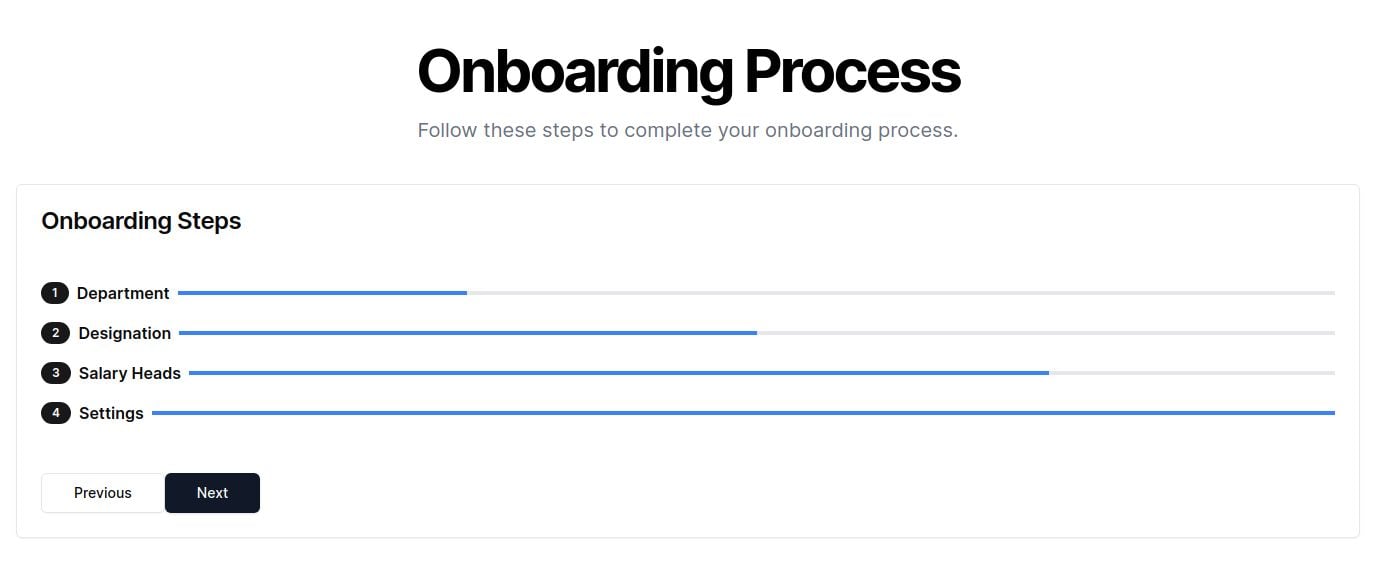 Onboarding Process
Follow these steps to complete your onboarding process.
Onboarding Steps
1 Department
2 Designation
3 Salary Heads
4 Settings
Previous Next